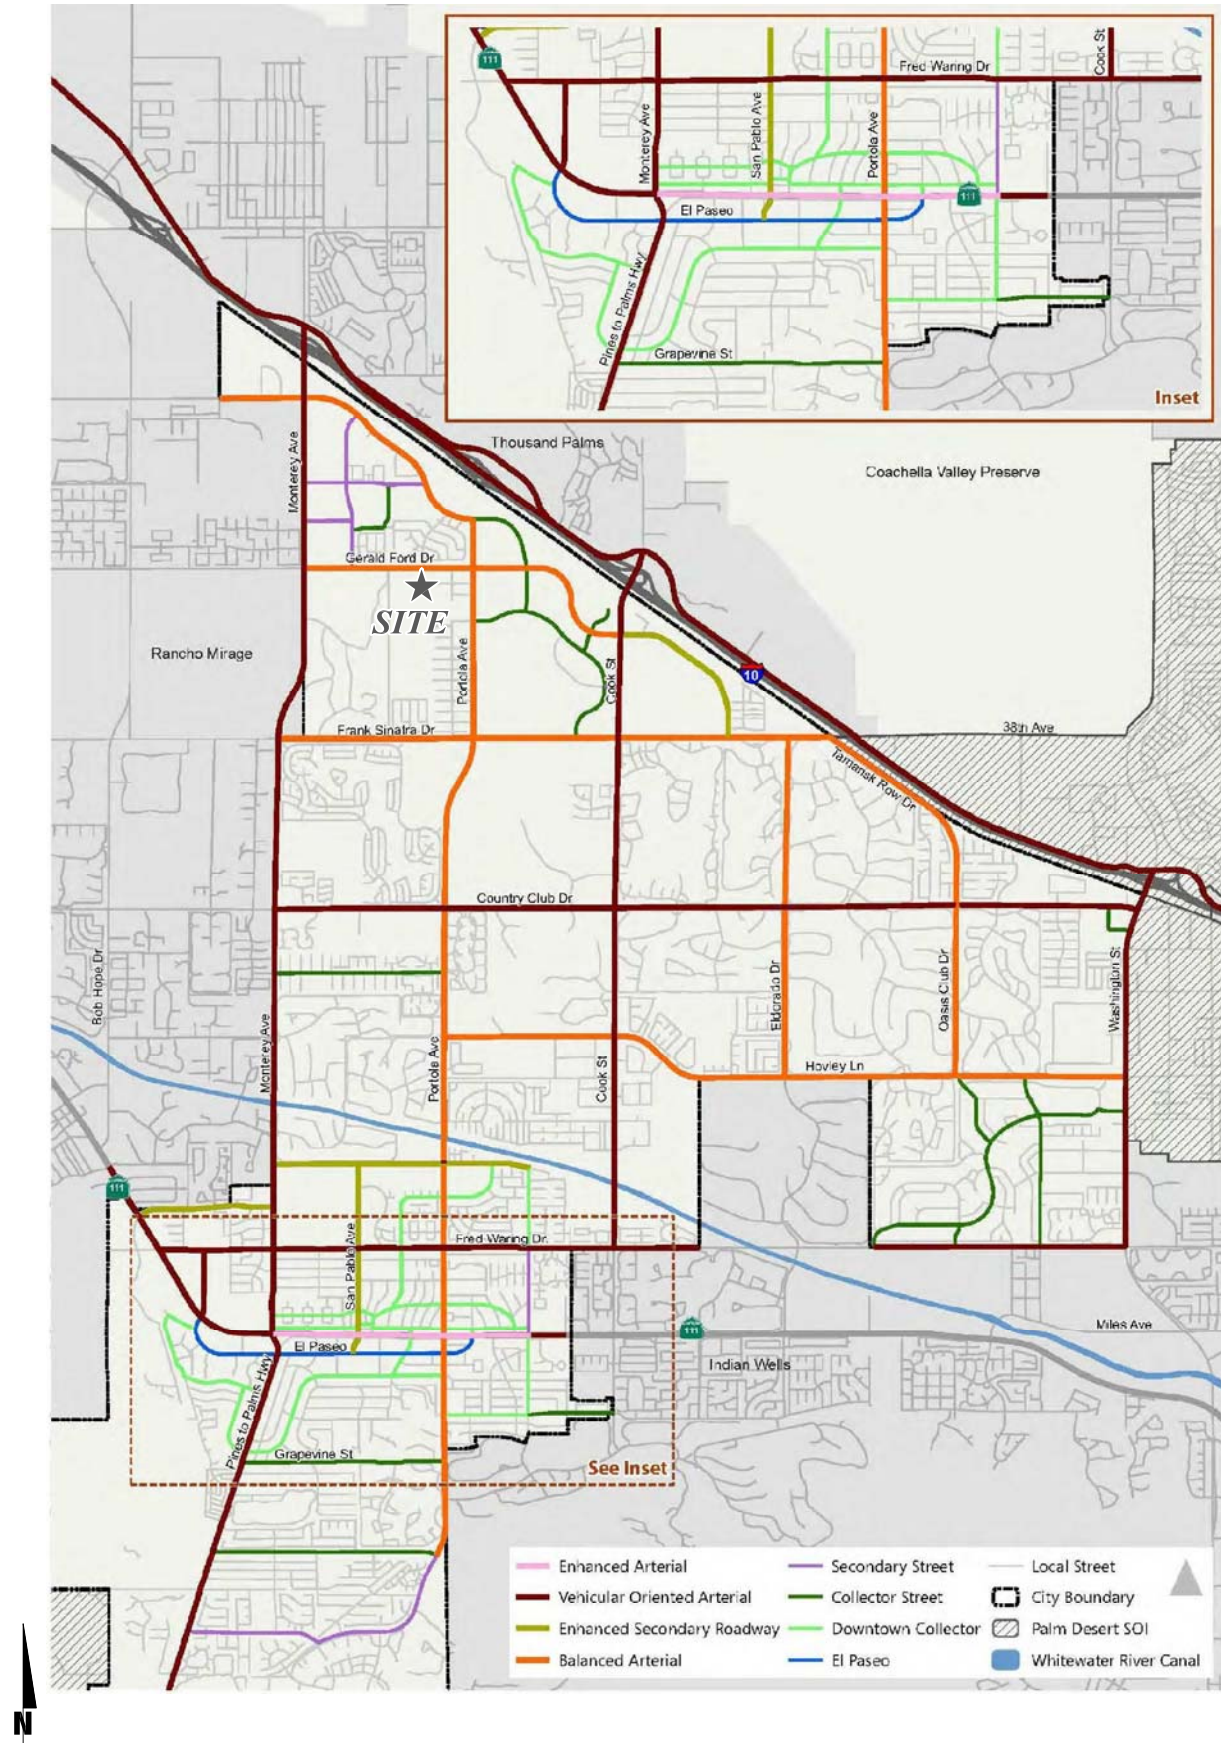 111
Fred Waring Dr
Cook St
Monterey Ave
San Pablo Ave
Portola Ave
111
El Paseo
Pines to Palms Hwy
Grapevine St
Inset
Thousand Palms
Coachella Valley Preserve
Monterey Ave
Gerald Ford Dr
SITE
Rancho Mirage
Portola Ave
Cook St
10
Frank Sinatra Dr
38th Ave
Tamarisk Row Dr
Country Club Dr
Bob Hope Dr
Eldorado Dr
Oasis Club Dr
Washington St
Monterey Ave
Portola Ave
Cook St
Hovley Ln
111
San Pablo Ave
Fred Waring Dr
111
Miles Ave
El Paseo
Indian Wells
Pines to Palms Hwy
Grapevine St
See Inset
Enhanced Arterial
Vehicular Oriented Arterial
Enhanced Secondary Roadway
Balanced Arterial
Secondary Street
Collector Street
Downtown Collector
El Paseo
Local Street
City Boundary
Palm Desert SOI
Whitewater River Canal
N